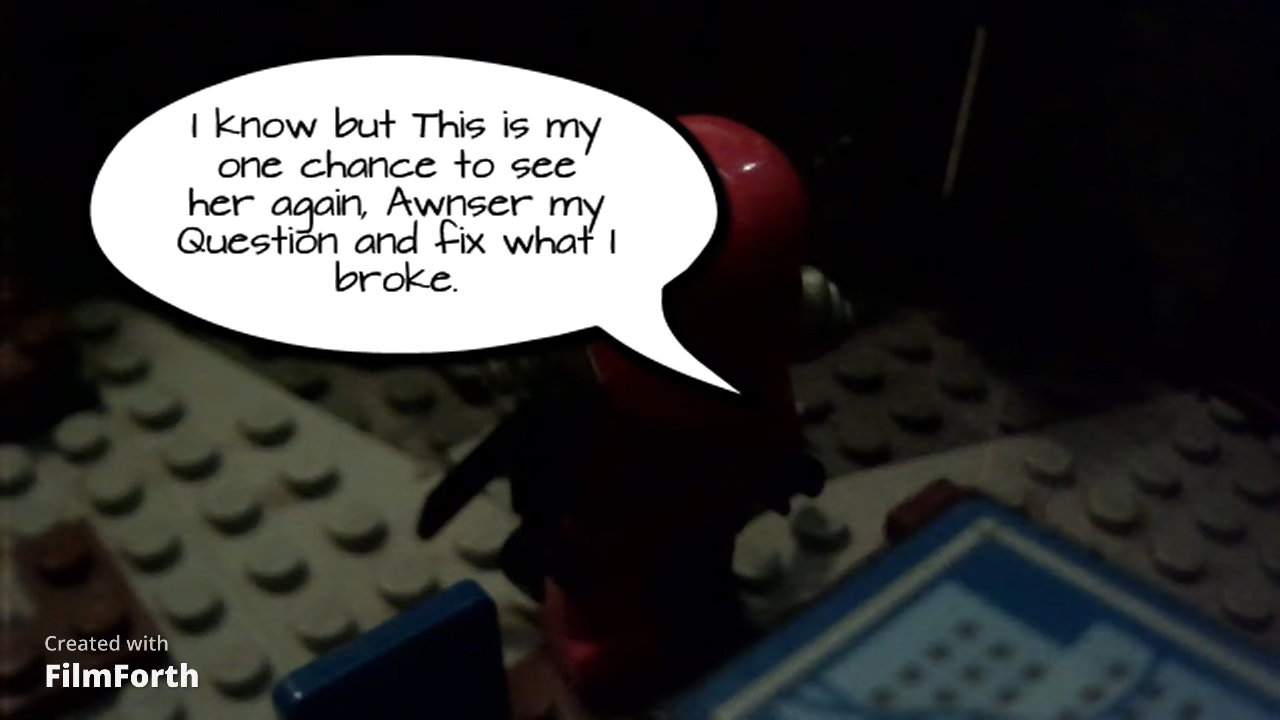 I know but This is my
one chance to see
her again, Awnser my
Question and fix what I
broke.
Created with
FilmForth